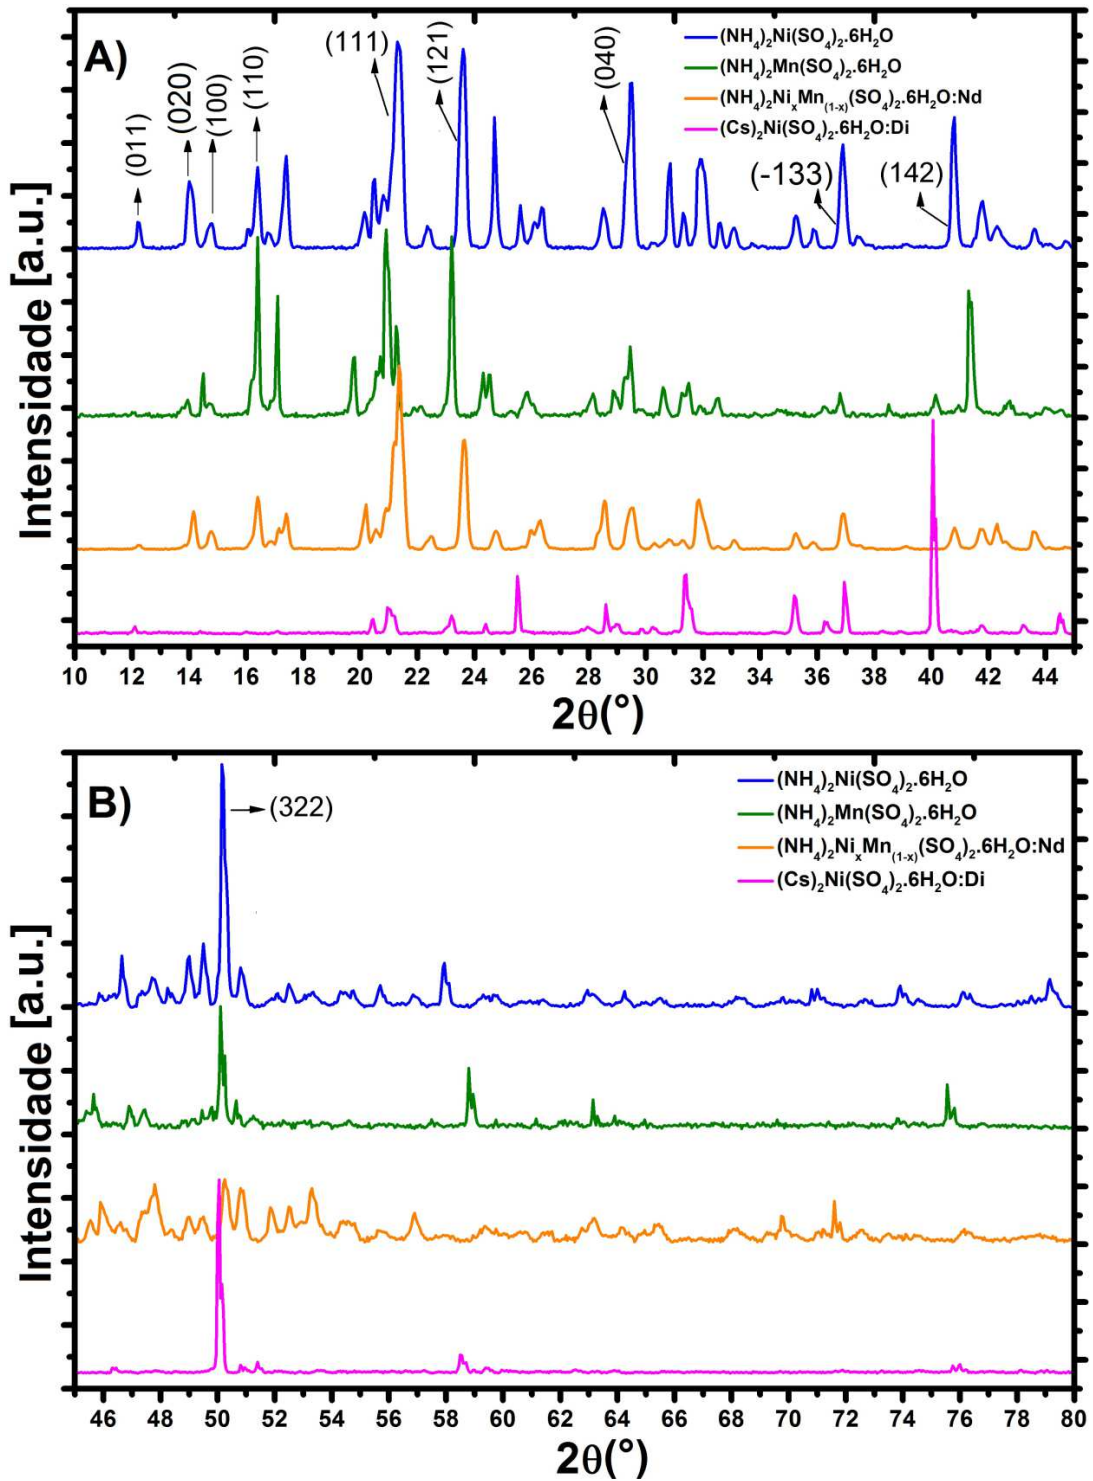 A)
(011)
(020)
(100)
(110)
(111)
(121)
(040)
(-133)
(142)
(NH₄)₂Ni(SO₄)₂.6H₂O
(NH₄)₂Mn(SO₄)₂.6H₂O
(NH₄)₂NiₓMn₍₁₋ₓ₎(SO₄)₂.6H₂O:Nd
(Cs)₂Ni(SO₄)₂.6H₂O:Di
Intensidade [a.u.]
10 12 14 16 18 20 22 24 26 28 30 32 34 36 38 40 42 44
2θ(°)
B)
(322)
(NH₄)₂Ni(SO₄)₂.6H₂O
(NH₄)₂Mn(SO₄)₂.6H₂O
(NH₄)₂NiₓMn₍₁₋ₓ₎(SO₄)₂.6H₂O:Nd
(Cs)₂Ni(SO₄)₂.6H₂O:Di
Intensidade [a.u.]
46 48 50 52 54 56 58 60 62 64 66 68 70 72 74 76 78 80
2θ(°)